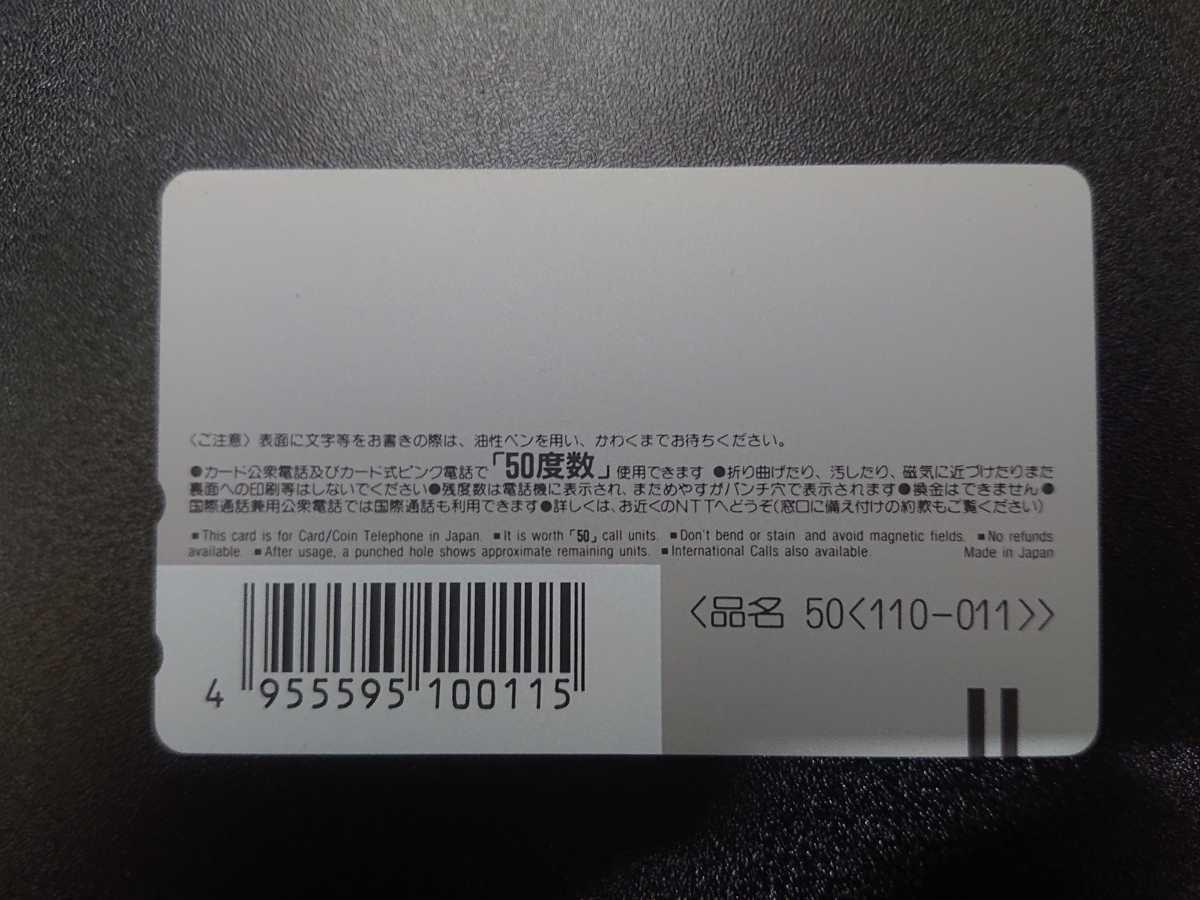 〈ご注意〉表面に文字等をお書きの際は、油性ペンを用い、かわくまでお待ちください。
●カード公衆電話及びカード式ピンク電話で「50度数」使用できます ●折り曲げたり、汚したり、磁気に近づけたりまた
裏面への印刷等はしないでください●残度数は電話機に表示され、まためやすがパンチ穴で表示されます●換金はできません●
国際通話兼用公衆電話では国際通話も利用できます●詳しくは、お近くのNTTへどうぞ(窓口に備え付けの約款もご覧ください)
■This card is for Card/Coin Telephone in Japan. ■It is worth「50」call units. ■Don't bend or stain and avoid magnetic fields. ■No refunds
available. ■After usage, a punched hole shows approximate remaining units. ■International Calls also available. Made in Japan
〈品名 50〈110-011〉〉
4 955595 100115